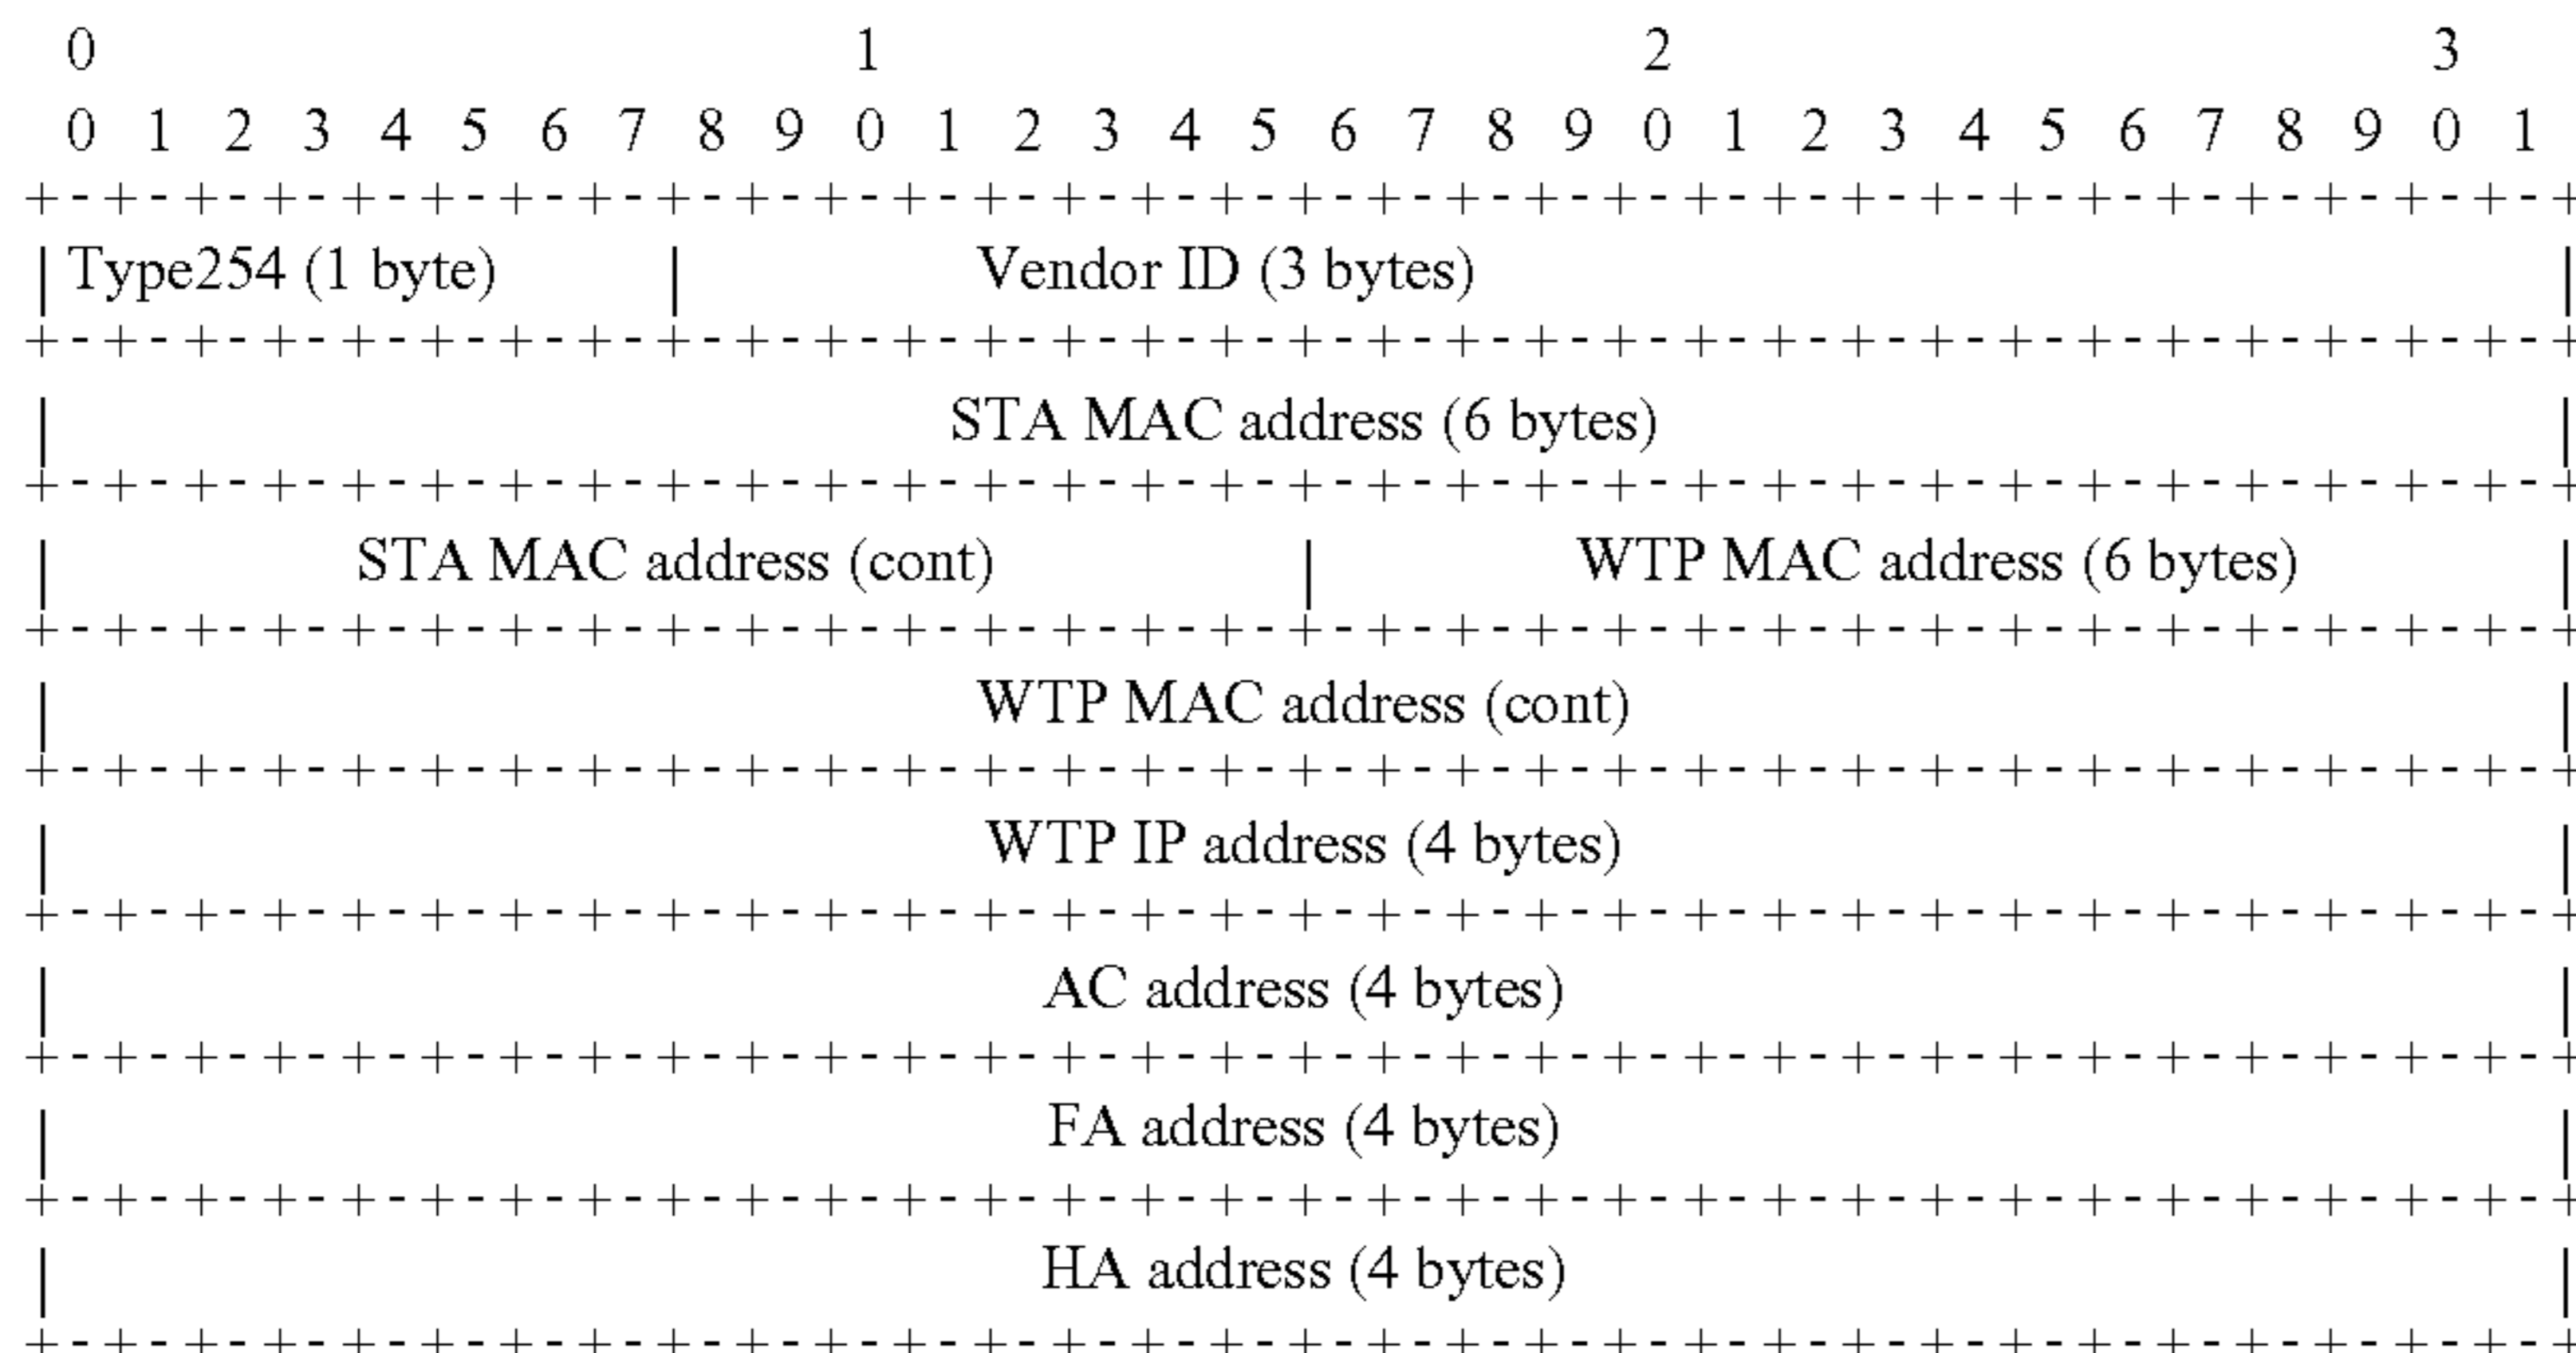 0 1 2 3
0 1 2 3 4 5 6 7 8 9 0 1 2 3 4 5 6 7 8 9 0 1 2 3 4 5 6 7 8 9 0 1
+-+-+-+-+-+-+-+-+-+-+-+-+-+-+-+-+-+-+-+-+-+-+-+-+-+-+-+-+-+-+-+-+
|Type254 (1 byte) | Vendor ID (3 bytes) |
+-+-+-+-+-+-+-+-+-+-+-+-+-+-+-+-+-+-+-+-+-+-+-+-+-+-+-+-+-+-+-+-+
| STA MAC address (6 bytes) |
+-+-+-+-+-+-+-+-+-+-+-+-+-+-+-+-+-+-+-+-+-+-+-+-+-+-+-+-+-+-+-+-+
| STA MAC address (cont) | WTP MAC address (6 bytes) |
+-+-+-+-+-+-+-+-+-+-+-+-+-+-+-+-+-+-+-+-+-+-+-+-+-+-+-+-+-+-+-+-+
| WTP MAC address (cont) |
+-+-+-+-+-+-+-+-+-+-+-+-+-+-+-+-+-+-+-+-+-+-+-+-+-+-+-+-+-+-+-+-+
| WTP IP address (4 bytes) |
+-+-+-+-+-+-+-+-+-+-+-+-+-+-+-+-+-+-+-+-+-+-+-+-+-+-+-+-+-+-+-+-+
| AC address (4 bytes) |
+-+-+-+-+-+-+-+-+-+-+-+-+-+-+-+-+-+-+-+-+-+-+-+-+-+-+-+-+-+-+-+-+
| FA address (4 bytes) |
+-+-+-+-+-+-+-+-+-+-+-+-+-+-+-+-+-+-+-+-+-+-+-+-+-+-+-+-+-+-+-+-+
| HA address (4 bytes) |
+-+-+-+-+-+-+-+-+-+-+-+-+-+-+-+-+-+-+-+-+-+-+-+-+-+-+-+-+-+-+-+-+